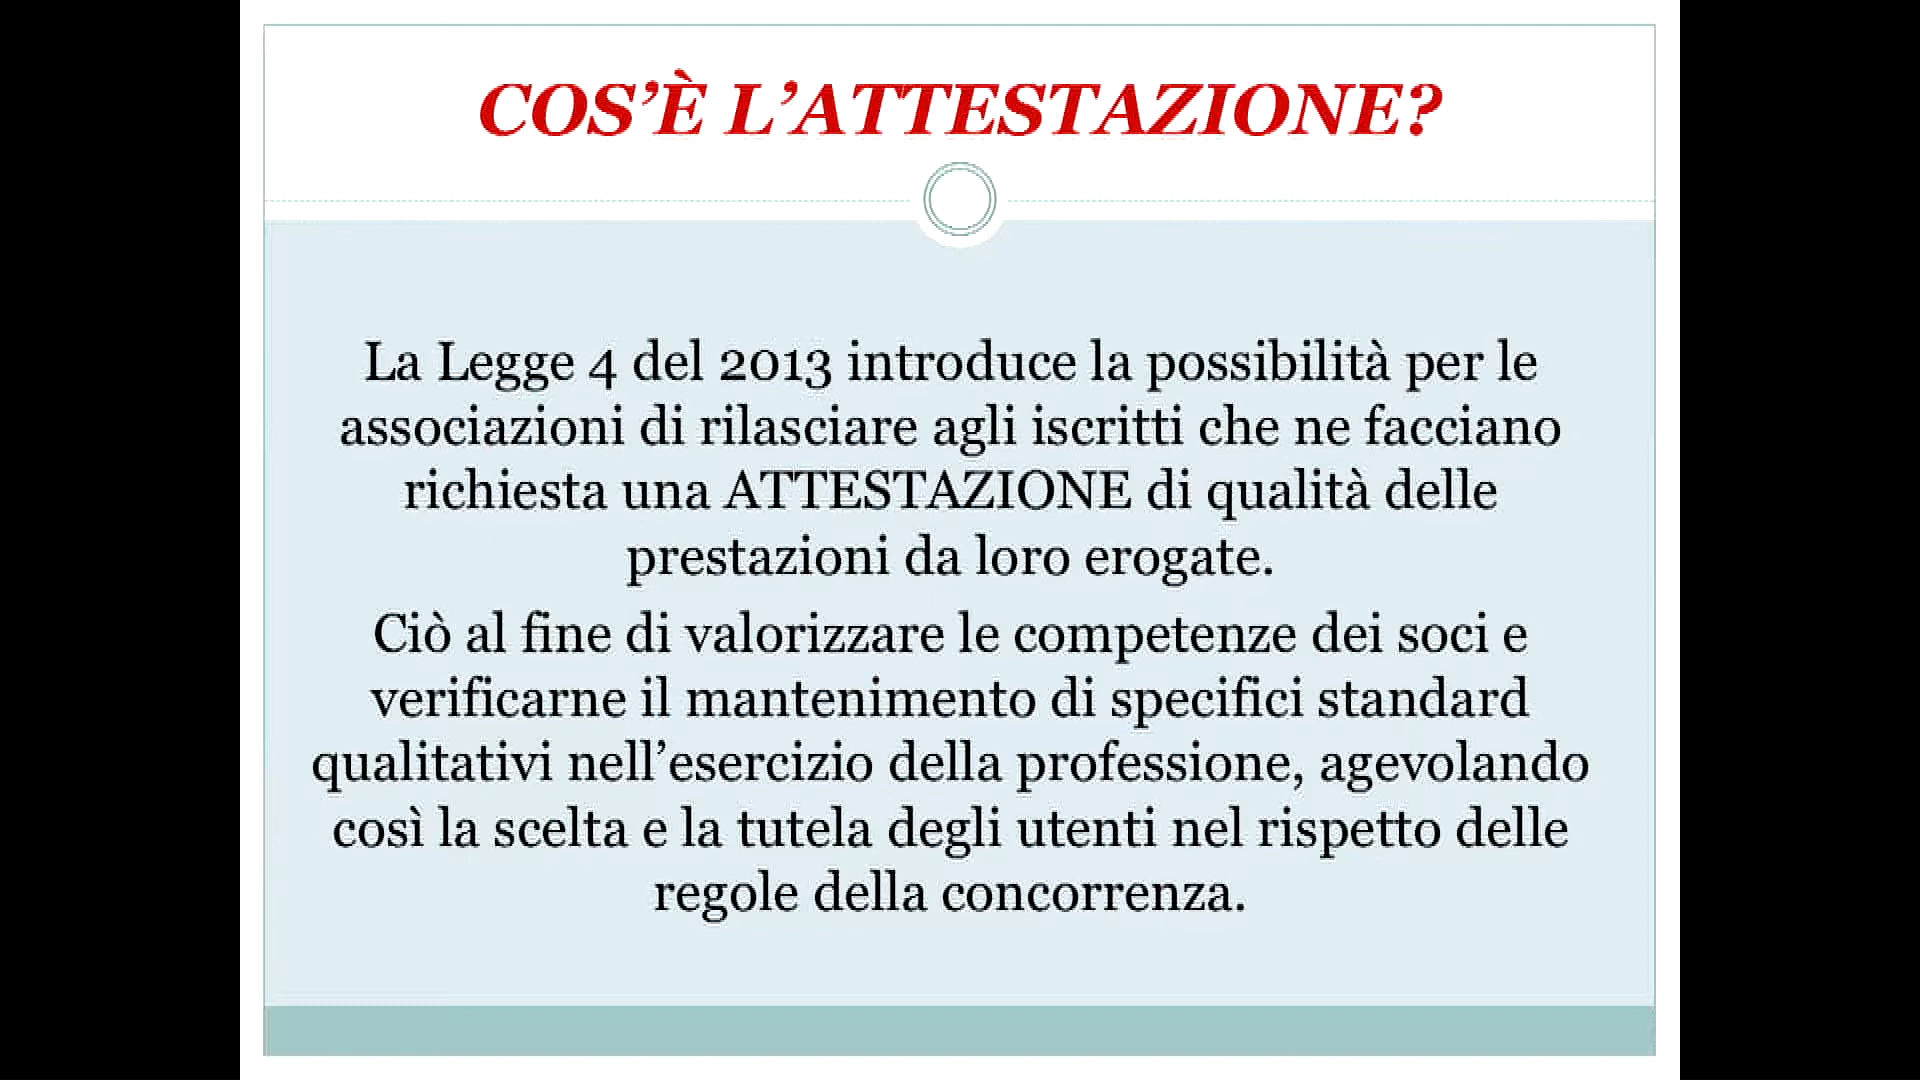 COS’È L’ATTESTAZIONE?
La Legge 4 del 2013 introduce la possibilità per le
associazioni di rilasciare agli iscritti che ne facciano
richiesta una ATTESTAZIONE di qualità delle
prestazioni da loro erogate.
Ciò al fine di valorizzare le competenze dei soci e
verificarne il mantenimento di specifici standard
qualitativi nell’esercizio della professione, agevolando
così la scelta e la tutela degli utenti nel rispetto delle
regole della concorrenza.